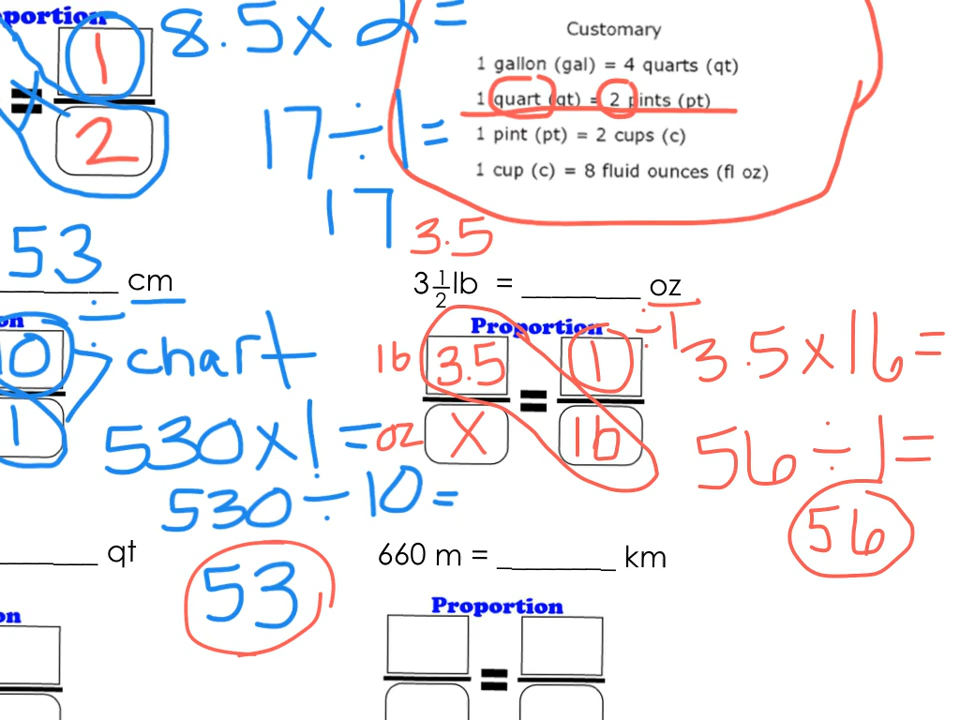 portion
1
2
8.5 x 2 =
17 ÷ 1 =
17
Customary
1 gallon (gal) = 4 quarts (qt)
1 quart (qt) = 2 pints (pt)
1 pint (pt) = 2 cups (c)
1 cup (c) = 8 fluid ounces (fl oz)
53
cm
10
1
chart
530 x 1 =
530 ÷ 10 =
53
3.5
3 1/2 lb = ________ oz
Proportion
lb 3.5 = 1
oz x 16
÷ 1
3.5 x 16 =
56 ÷ 1 =
56
________ qt
660 m = ________ km
Proportion
=